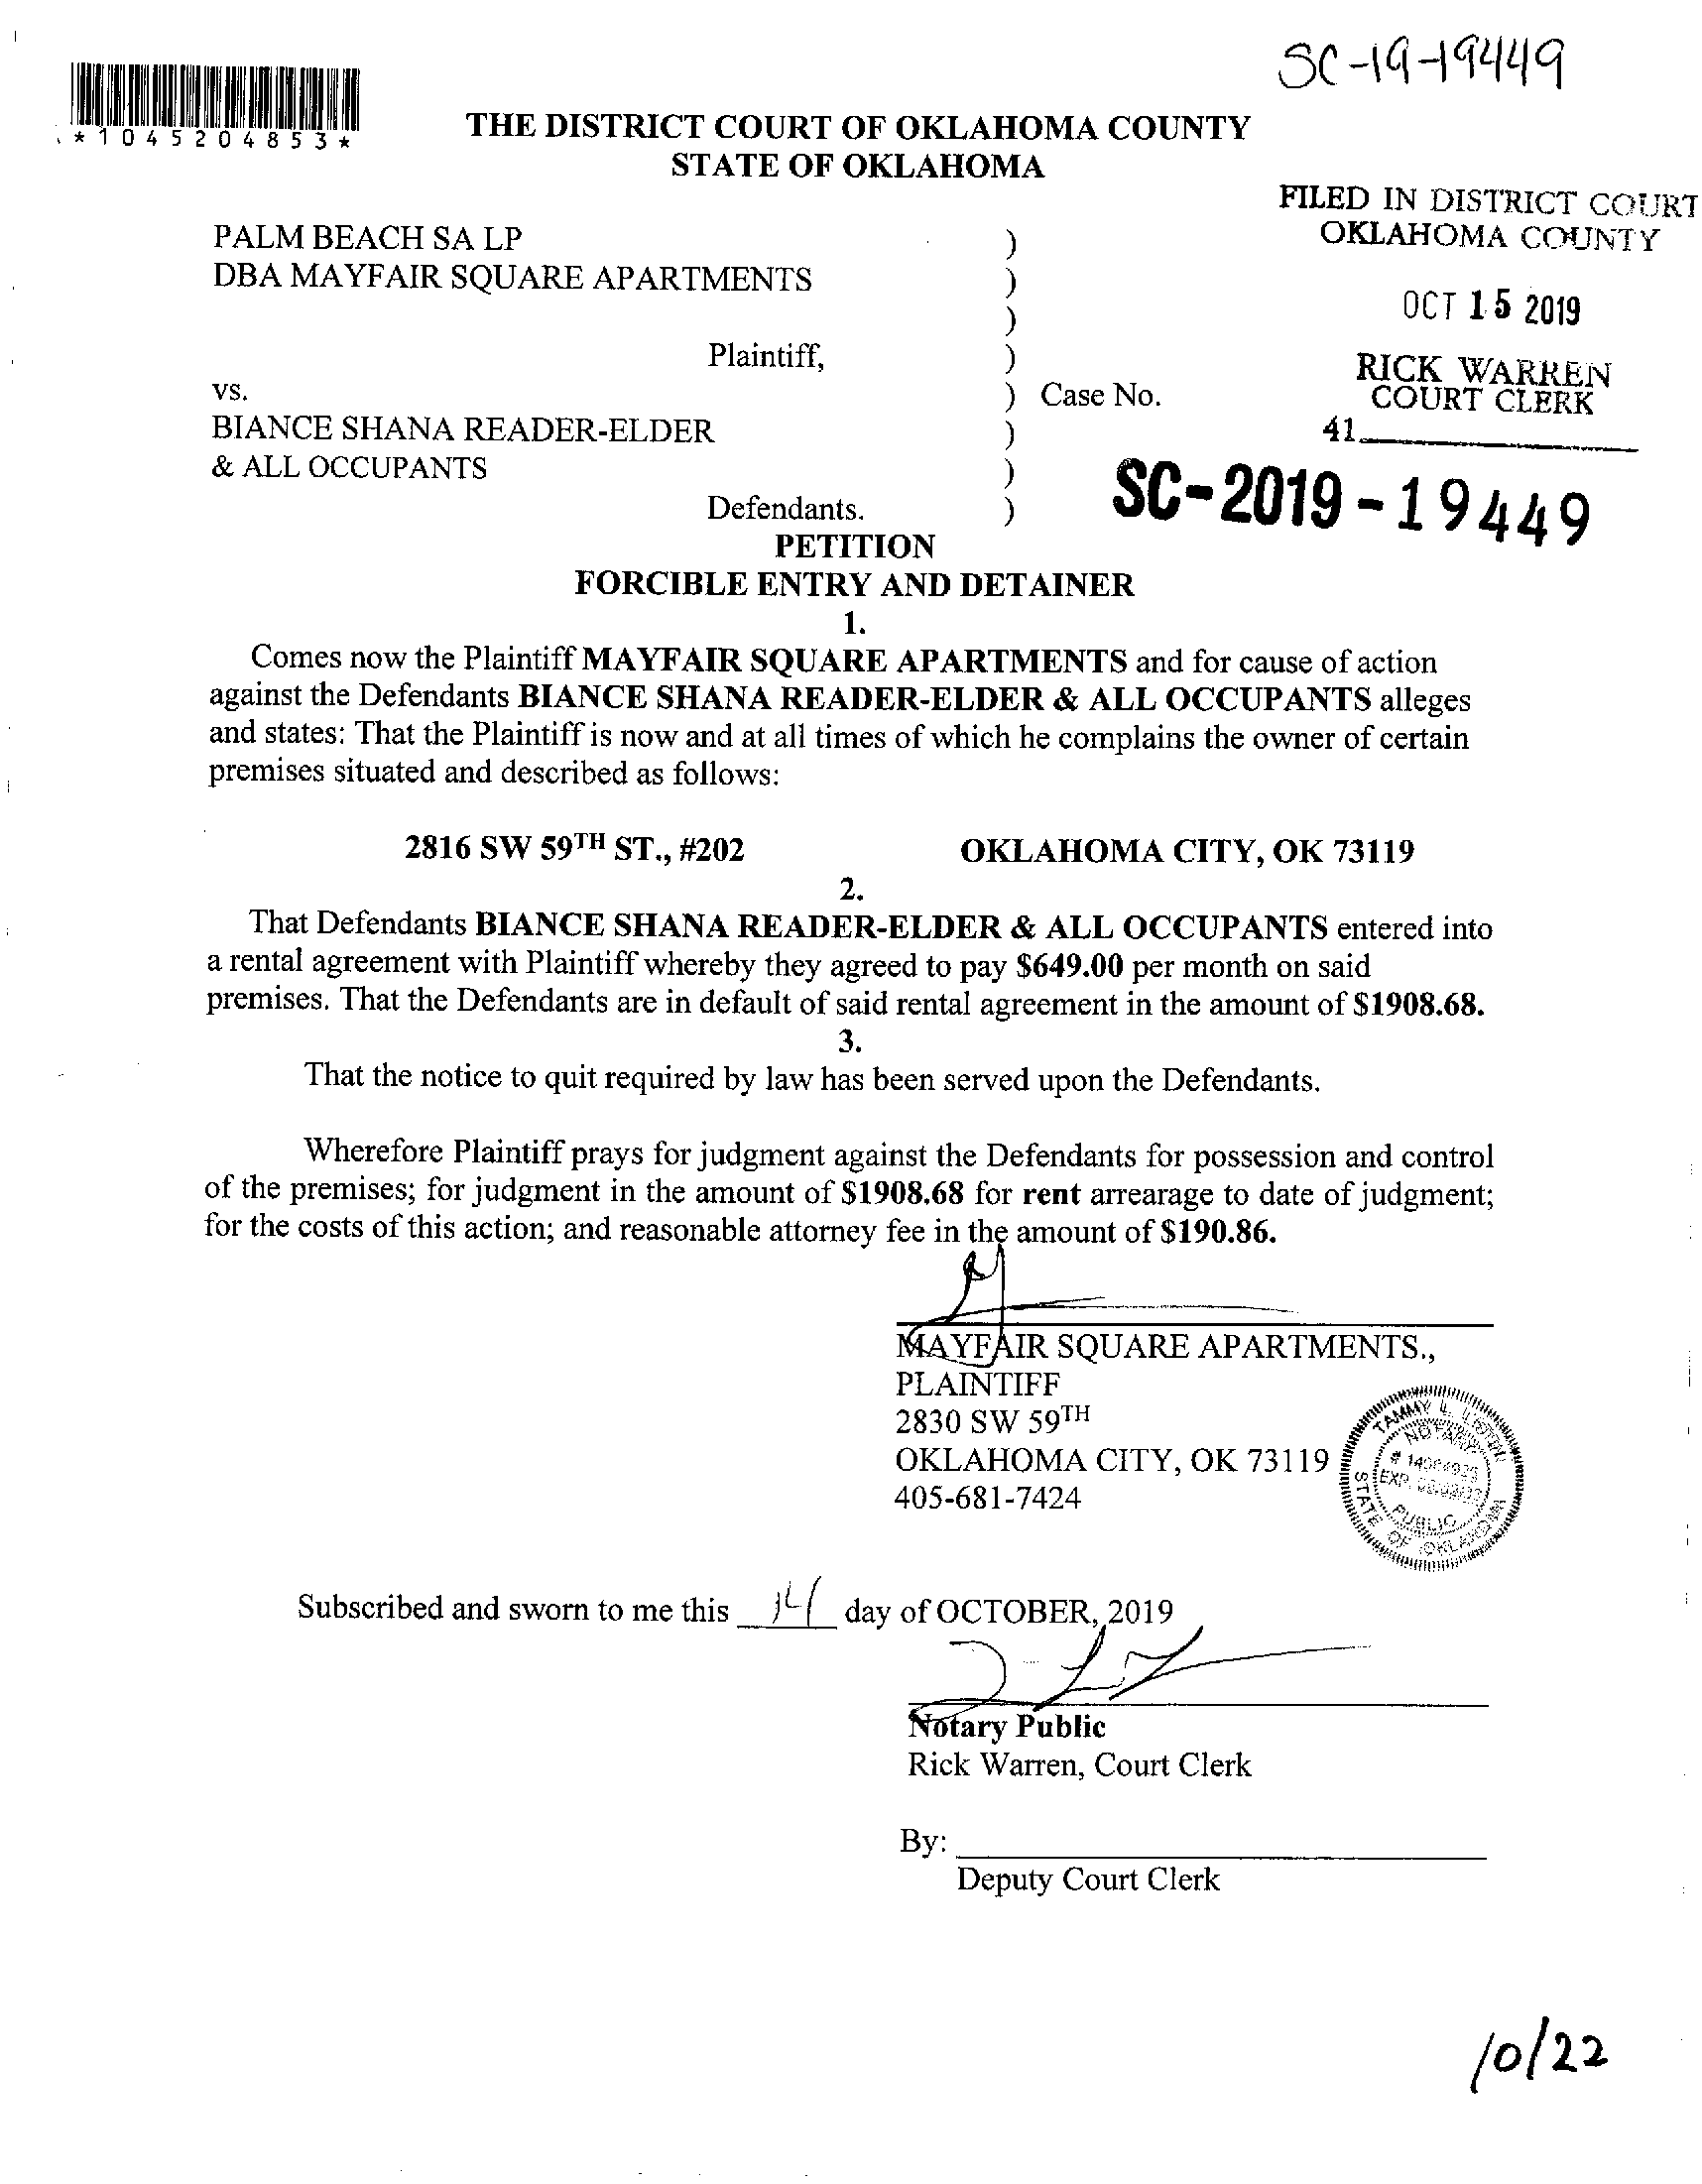 SC-19-19449
*1045204853*
THE DISTRICT COURT OF OKLAHOMA COUNTY
STATE OF OKLAHOMA
FILED IN DISTRICT COURT
OKLAHOMA COUNTY
OCT 15 2019
RICK WARREN
COURT CLERK
41
PALM BEACH SA LP )
DBA MAYFAIR SQUARE APARTMENTS )
)
Plaintiff, )
vs. ) Case No.
BIANCE SHANA READER-ELDER )
& ALL OCCUPANTS )
Defendants. )
SC-2019-19449
PETITION
FORCIBLE ENTRY AND DETAINER
1.
Comes now the Plaintiff MAYFAIR SQUARE APARTMENTS and for cause of action
against the Defendants BIANCE SHANA READER-ELDER & ALL OCCUPANTS alleges
and states: That the Plaintiff is now and at all times of which he complains the owner of certain
premises situated and described as follows:
2816 SW 59TH ST., #202 OKLAHOMA CITY, OK 73119
2.
That Defendants BIANCE SHANA READER-ELDER & ALL OCCUPANTS entered into
a rental agreement with Plaintiff whereby they agreed to pay $649.00 per month on said
premises. That the Defendants are in default of said rental agreement in the amount of $1908.68.
3.
That the notice to quit required by law has been served upon the Defendants.
Wherefore Plaintiff prays for judgment against the Defendants for possession and control
of the premises; for judgment in the amount of $1908.68 for rent arrearage to date of judgment;
for the costs of this action; and reasonable attorney fee in the amount of $190.86.
MAYFAIR SQUARE APARTMENTS.,
PLAINTIFF
2830 SW 59TH
OKLAHOMA CITY, OK 73119
405-681-7424
TAMMY L.
NOTARY
#
EXP.
PUBLIC
STATE OF OKLAHOMA
Subscribed and sworn to me this 14 day of OCTOBER, 2019
Notary Public
Rick Warren, Court Clerk
By:
Deputy Court Clerk
10/22